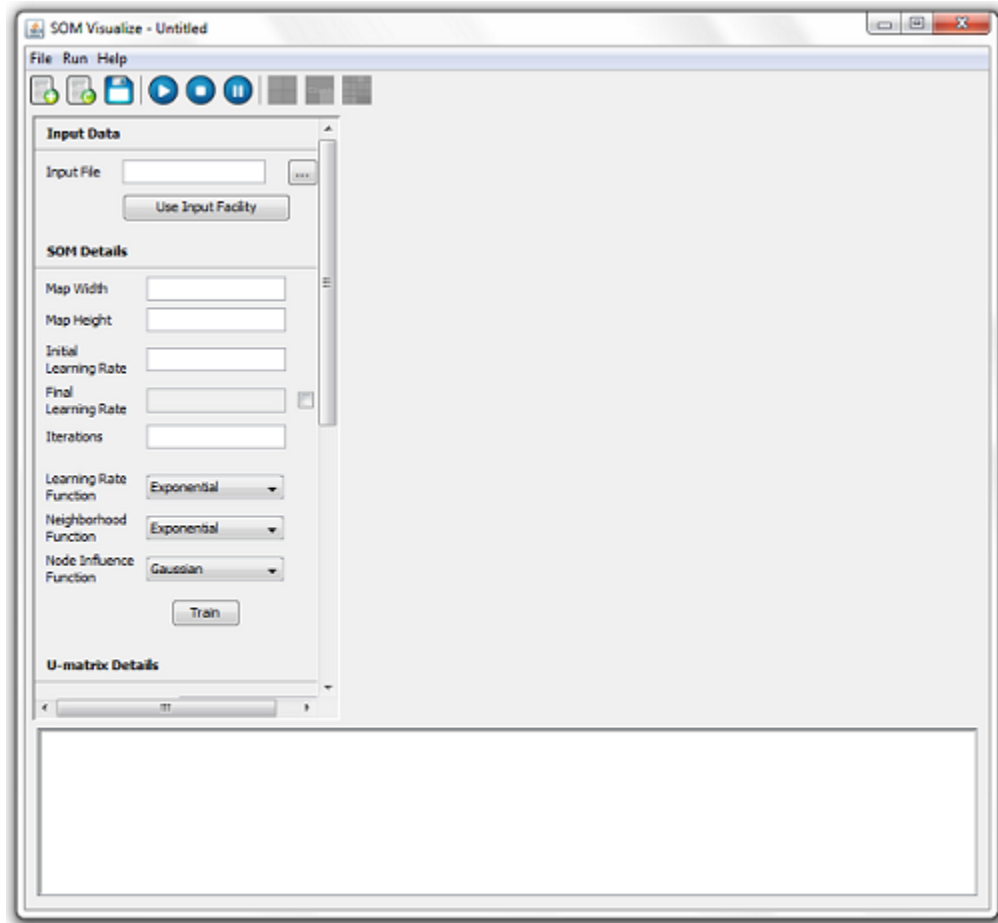 SOM Visualize - Untitled
File Run Help
Input Data
Input File
...
Use Input Facility
SOM Details
Map Width
Map Height
Initial
Learning Rate
Final
Learning Rate
Iterations
Learning Rate
Function
Exponential
Neighborhood
Function
Exponential
Node Influence
Function
Gaussian
Train
U-matrix Details